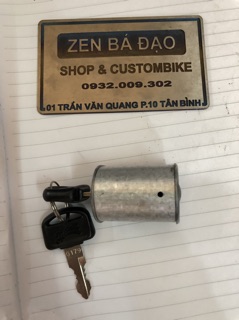 ZEN BÁ ĐẠO
SHOP & CUSTOMBIKE
0932.009.302
01 TRẦN VĂN QUANG P.10 TÂN BÌNH